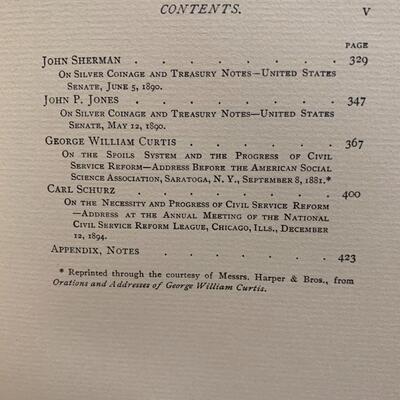 CONTENTS. V
PAGE
JOHN SHERMAN . . . . . . . 329
ON SILVER COINAGE AND TREASURY NOTES—UNITED STATES
SENATE, JUNE 5, 1890.
JOHN P. JONES . . . . . . . 347
ON SILVER COINAGE AND TREASURY NOTES—UNITED STATES
SENATE, MAY 12, 1890.
GEORGE WILLIAM CURTIS . . . . . . 367
ON THE SPOILS SYSTEM AND THE PROGRESS OF CIVIL
SERVICE REFORM—ADDRESS BEFORE THE AMERICAN SOCIAL
SCIENCE ASSOCIATION, SARATOGA, N. Y., SEPTEMBER 8, 1881.*
CARL SCHURZ . . . . . . . 400
ON THE NECESSITY AND PROGRESS OF CIVIL SERVICE REFORM
—ADDRESS AT THE ANNUAL MEETING OF THE NATIONAL
CIVIL SERVICE REFORM LEAGUE, CHICAGO, ILLS., DECEMBER
12, 1894.
APPENDIX, NOTES . . . . . . 423
* Reprinted through the courtesy of Messrs. Harper & Bros., from
Orations and Addresses of George William Curtis.